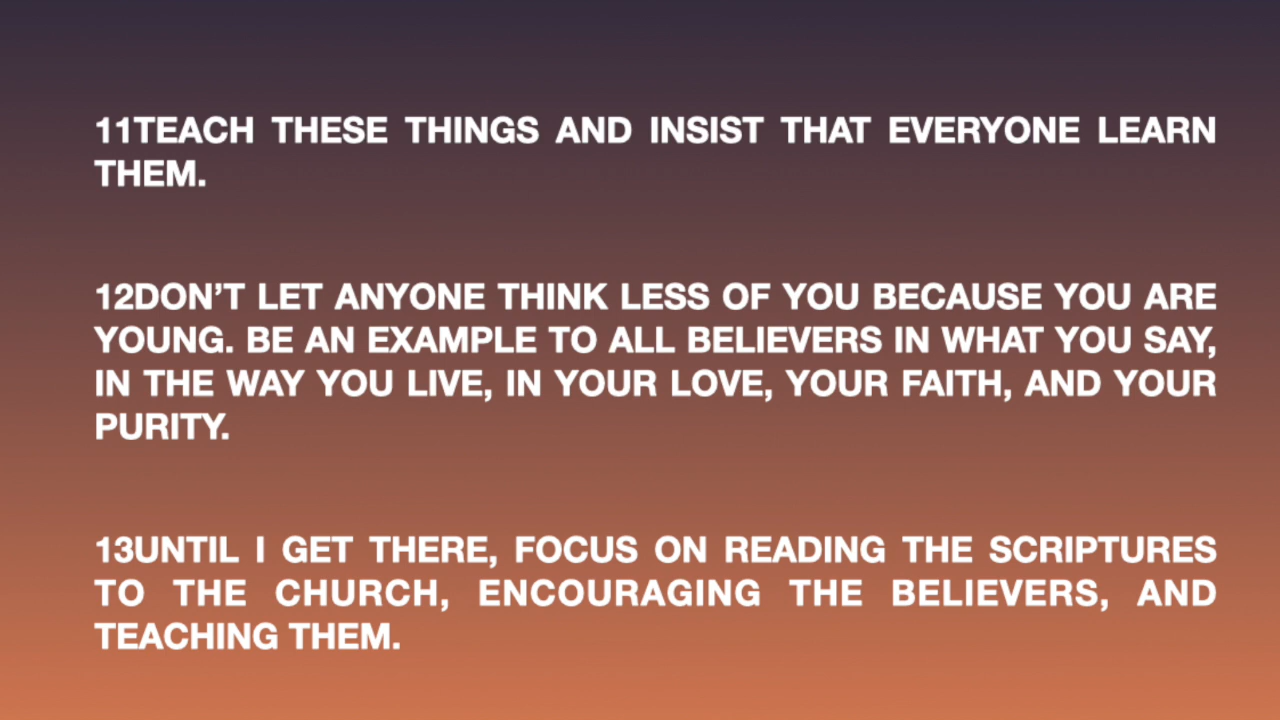 11TEACH THESE THINGS AND INSIST THAT EVERYONE LEARN
THEM.
12DON’T LET ANYONE THINK LESS OF YOU BECAUSE YOU ARE
YOUNG. BE AN EXAMPLE TO ALL BELIEVERS IN WHAT YOU SAY,
IN THE WAY YOU LIVE, IN YOUR LOVE, YOUR FAITH, AND YOUR
PURITY.
13UNTIL I GET THERE, FOCUS ON READING THE SCRIPTURES
TO THE CHURCH, ENCOURAGING THE BELIEVERS, AND
TEACHING THEM.